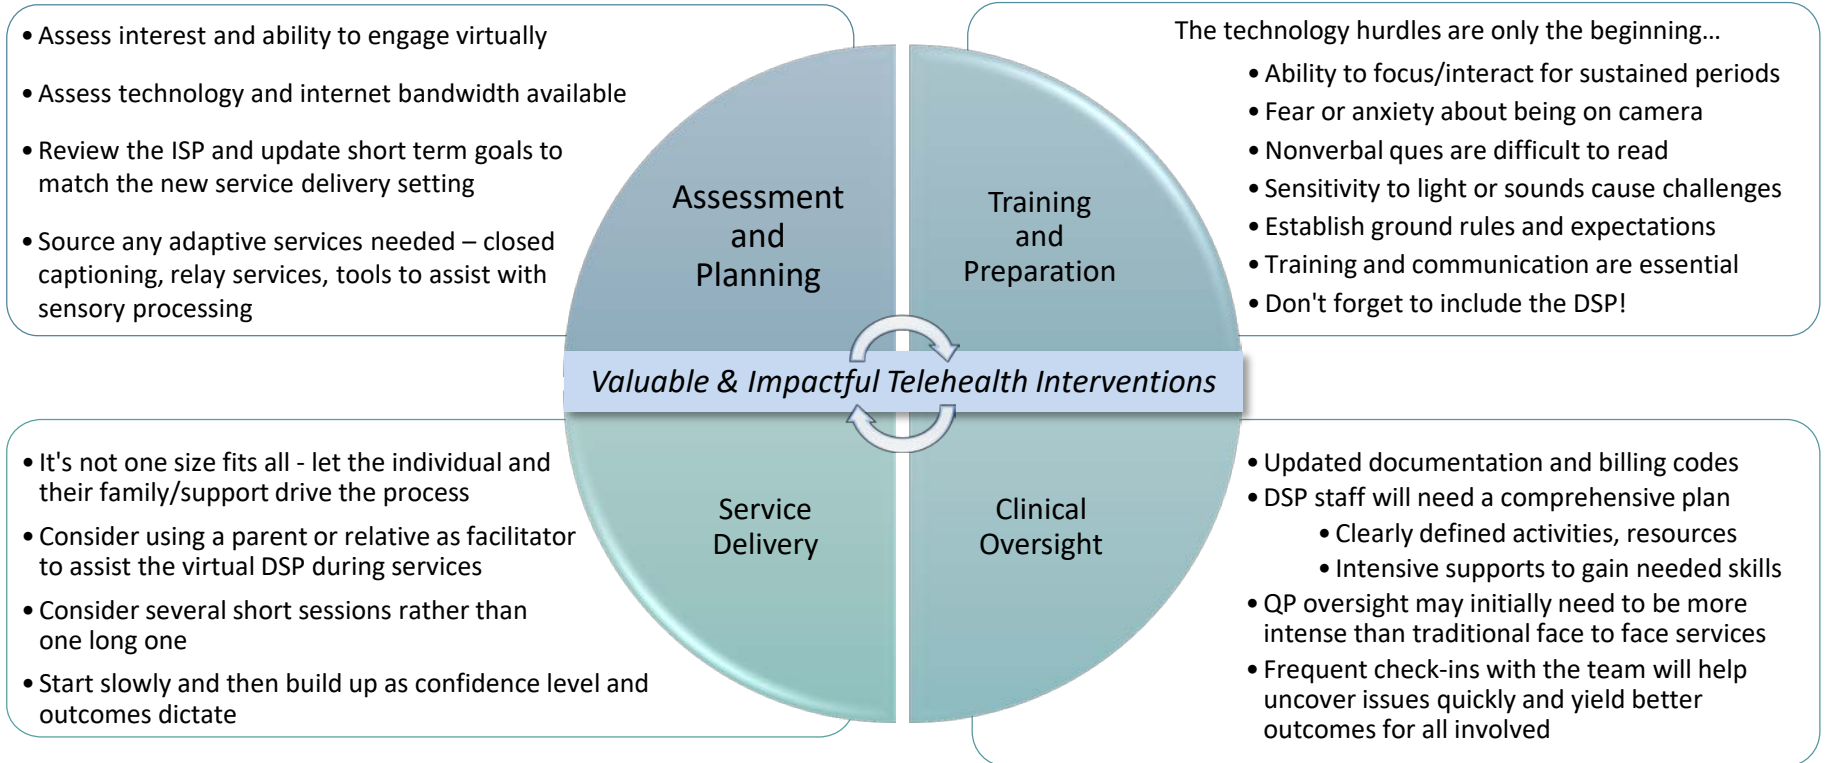 • Assess interest and ability to engage virtually
• Assess technology and internet bandwidth available
• Review the ISP and update short term goals to
match the new service delivery setting
• Source any adaptive services needed – closed
captioning, relay services, tools to assist with
sensory processing
Assessment
and
Planning
The technology hurdles are only the beginning…
• Ability to focus/interact for sustained periods
• Fear or anxiety about being on camera
• Nonverbal ques are difficult to read
• Sensitivity to light or sounds cause challenges
• Establish ground rules and expectations
• Training and communication are essential
• Don't forget to include the DSP!
Training
and
Preparation
Valuable & Impactful Telehealth Interventions
• It's not one size fits all - let the individual and
their family/support drive the process
• Consider using a parent or relative as facilitator
to assist the virtual DSP during services
• Consider several short sessions rather than
one long one
• Start slowly and then build up as confidence level and
outcomes dictate
Service
Delivery
Clinical
Oversight
• Updated documentation and billing codes
• DSP staff will need a comprehensive plan
• Clearly defined activities, resources
• Intensive supports to gain needed skills
• QP oversight may initially need to be more
intense than traditional face to face services
• Frequent check-ins with the team will help
uncover issues quickly and yield better
outcomes for all involved